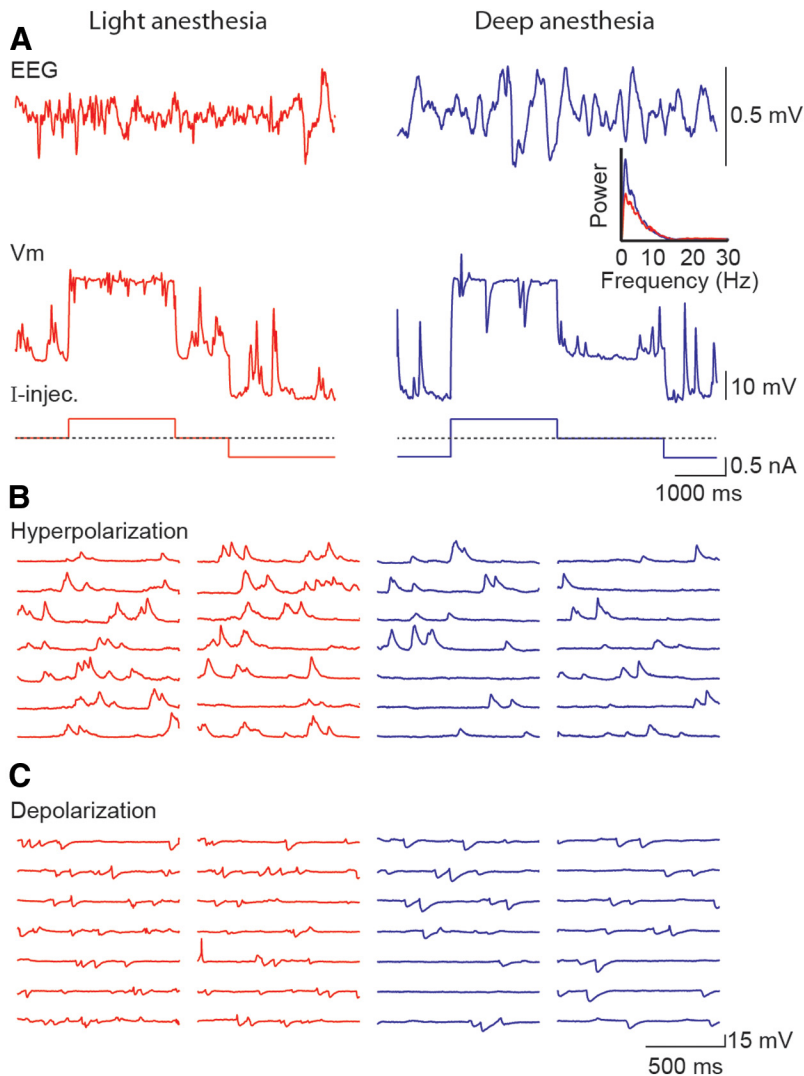 Light anesthesia
Deep anesthesia
A
EEG
0.5 mV
Power
0 10 20 30
Frequency (Hz)
Vm
10 mV
I-injec.
0.5 nA
1000 ms
B
Hyperpolarization
C
Depolarization
15 mV
500 ms